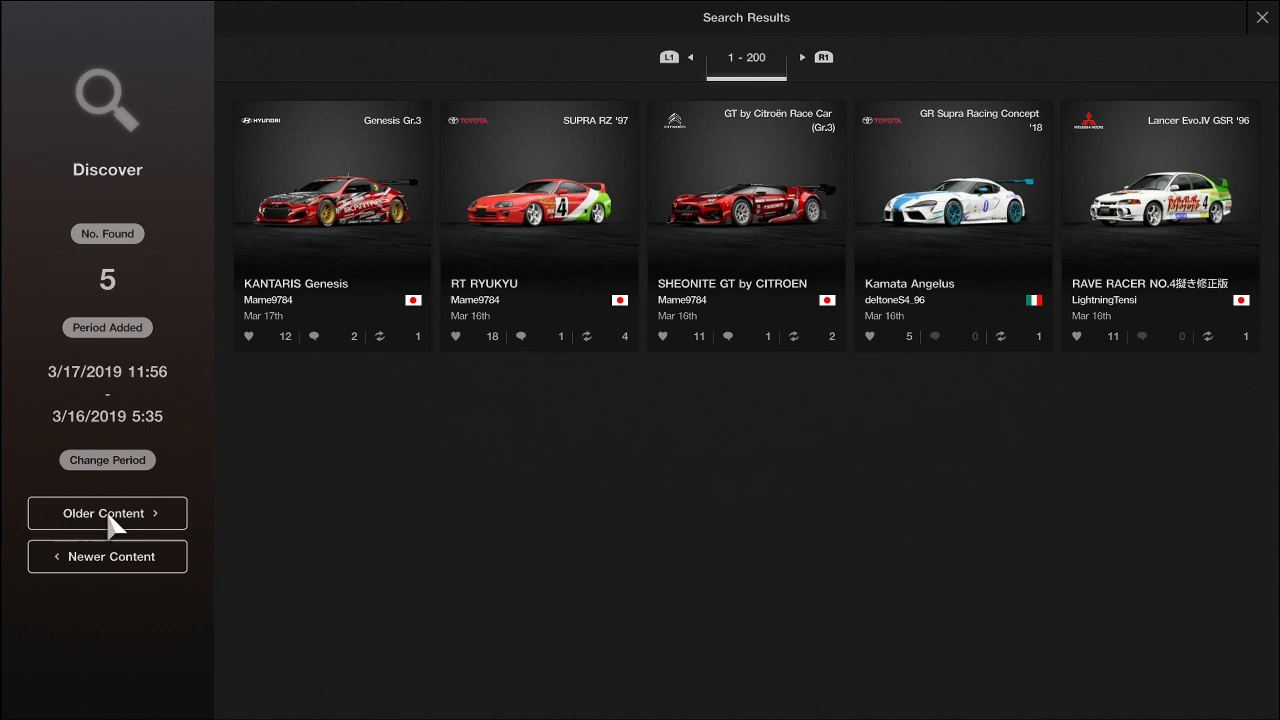 Search Results
L1
1 - 200
R1
Discover
No. Found
5
Period Added
3/17/2019 11:56
-
3/16/2019 5:35
Change Period
Older Content
Newer Content
HYUNDAI
Genesis Gr.3
KANTARIS Genesis
Mame9784
Mar 17th
12 2 1
TOYOTA
SUPRA RZ '97
4
RT RYUKYU
Mame9784
Mar 16th
18 1 4
CITROËN
GT by Citroën Race Car
(Gr.3)
SHEONITE GT by CITROEN
Mame9784
Mar 16th
11 1 2
TOYOTA
GR Supra Racing Concept
'18
Kamata Angelus
deltoneS4_96
Mar 16th
5 0 1
MITSUBISHI MOTORS
Lancer Evo.IV GSR '96
4
RAVE RACER NO.4擬き修正版
LightningTensi
Mar 16th
11 0 1